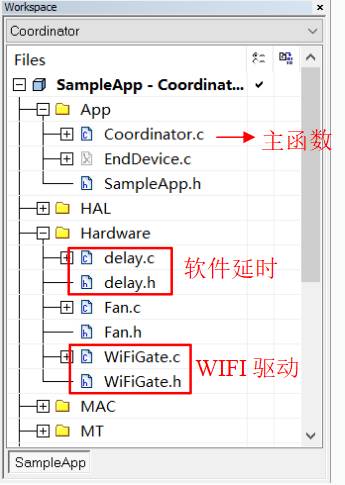 Workspace
Coordinator
Files
SampleApp - Coordinat...
App
Coordinator.c 主函数
EndDevice.c
SampleApp.h
HAL
Hardware
delay.c
软件延时
delay.h
Fan.c
Fan.h
WiFiGate.c
WIFI 驱动
WiFiGate.h
MAC
MT
SampleApp